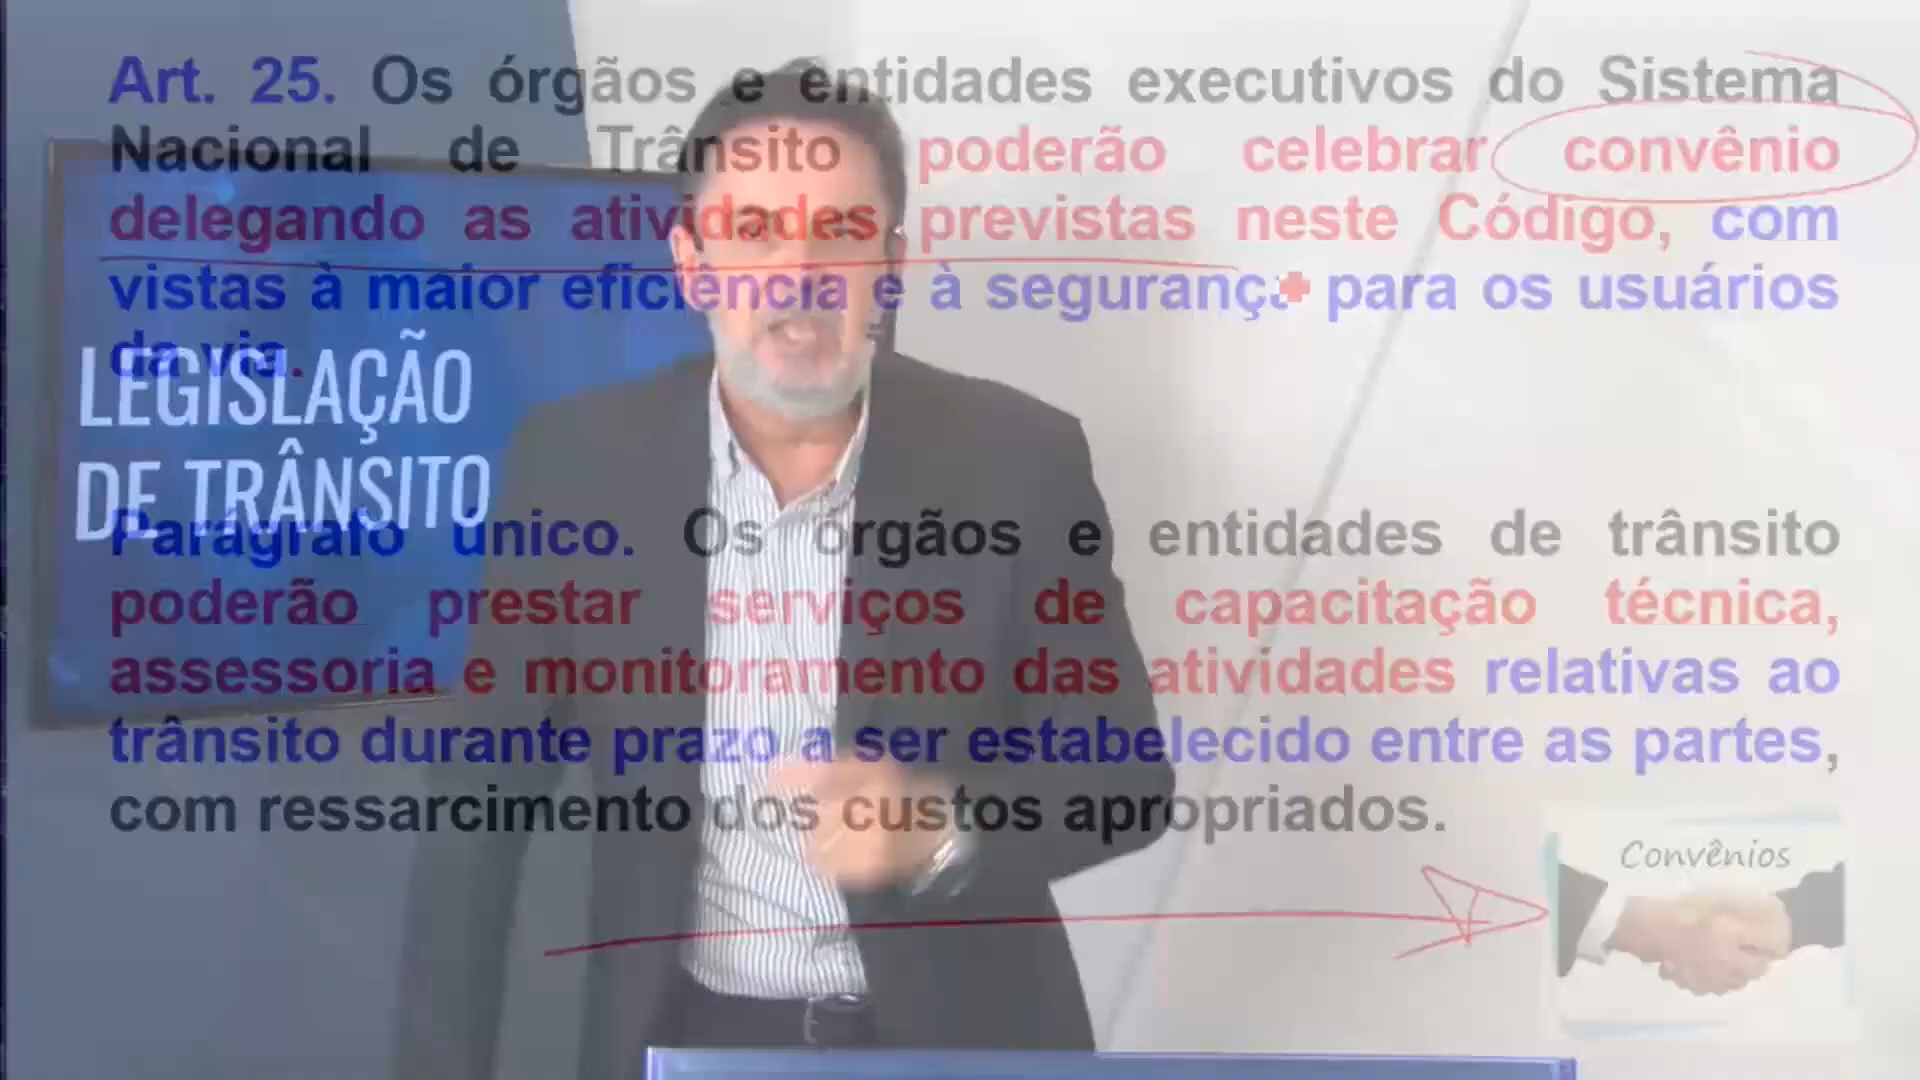 Art. 25. Os órgãos e entidades executivos do Sistema
Nacional de Trânsito poderão celebrar convênio
delegando as atividades previstas neste Código, com
vistas à maior eficiência e à segurança para os usuários
da via.
LEGISLAÇÃO
DE TRÂNSITO
Parágrafo único. Os órgãos e entidades de trânsito
poderão prestar serviços de capacitação técnica,
assessoria e monitoramento das atividades relativas ao
trânsito durante prazo a ser estabelecido entre as partes,
com ressarcimento dos custos apropriados.
Convênios